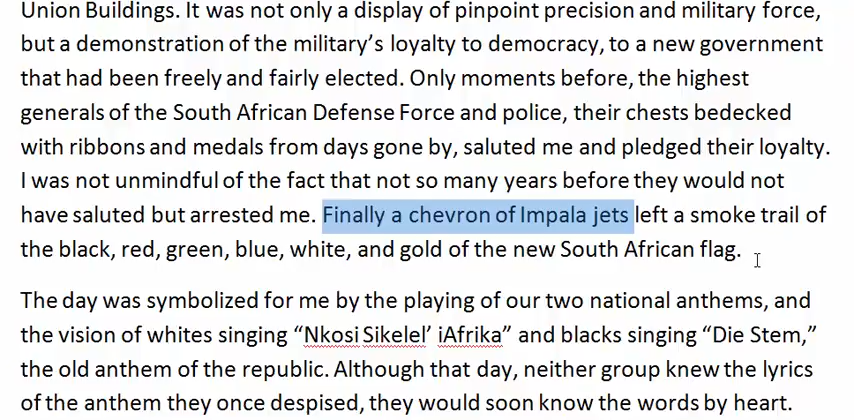 Union Buildings. It was not only a display of pinpoint precision and military force,
but a demonstration of the military's loyalty to democracy, to a new government
that had been freely and fairly elected. Only moments before, the highest
generals of the South African Defense Force and police, their chests bedecked
with ribbons and medals from days gone by, saluted me and pledged their loyalty.
I was not unmindful of the fact that not so many years before they would not
have saluted but arrested me. Finally a chevron of Impala jets left a smoke trail of
the black, red, green, blue, white, and gold of the new South African flag.
The day was symbolized for me by the playing of our two national anthems, and
the vision of whites singing “Nkosi Sikelel’ iAfrika” and blacks singing “Die Stem,”
the old anthem of the republic. Although that day, neither group knew the lyrics
of the anthem they once despised, they would soon know the words by heart.